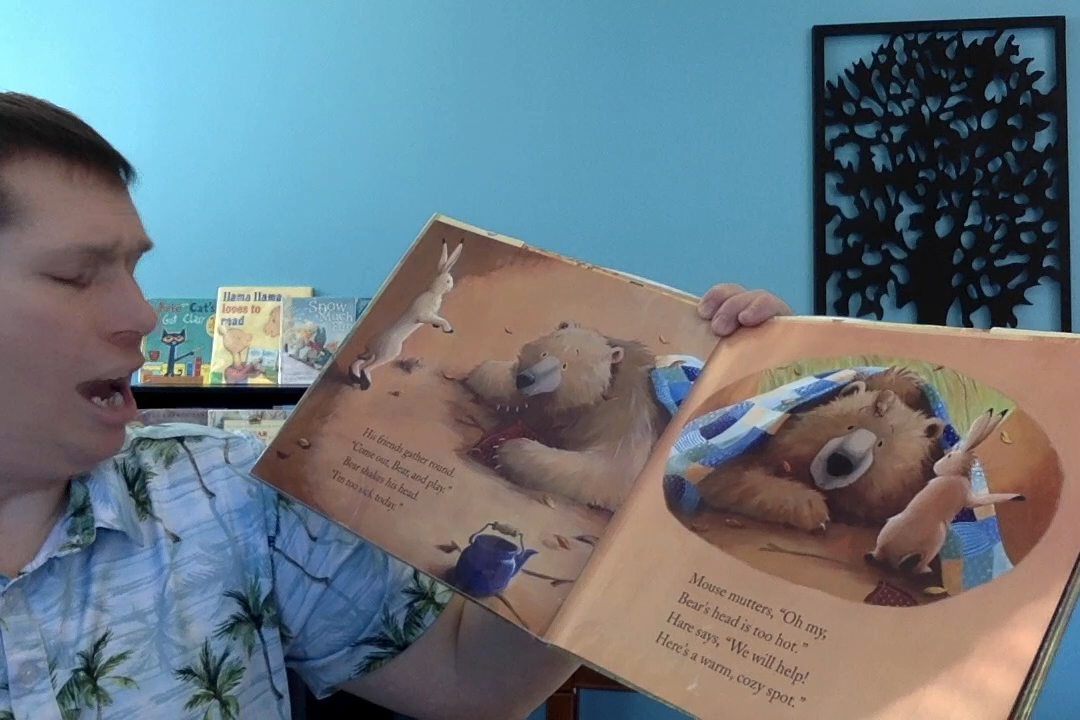 Pete the Cat's
Got Class
llama llama
loves to
read
Snow
His friends gather round.
"Come out, Bear, and play."
Bear shakes his head.
"I'm too sick today."
Mouse mutters, "Oh my,
Bear's head is too hot."
Hare says, "We will help!
Here's a warm, cozy spot."